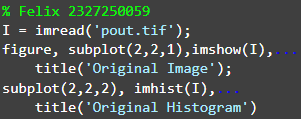 % Felix 2327250059
I = imread('pout.tif');
figure, subplot(2,2,1),imshow(I),...
title('Original Image');
subplot(2,2,2), imhist(I),...
title('Original Histogram')